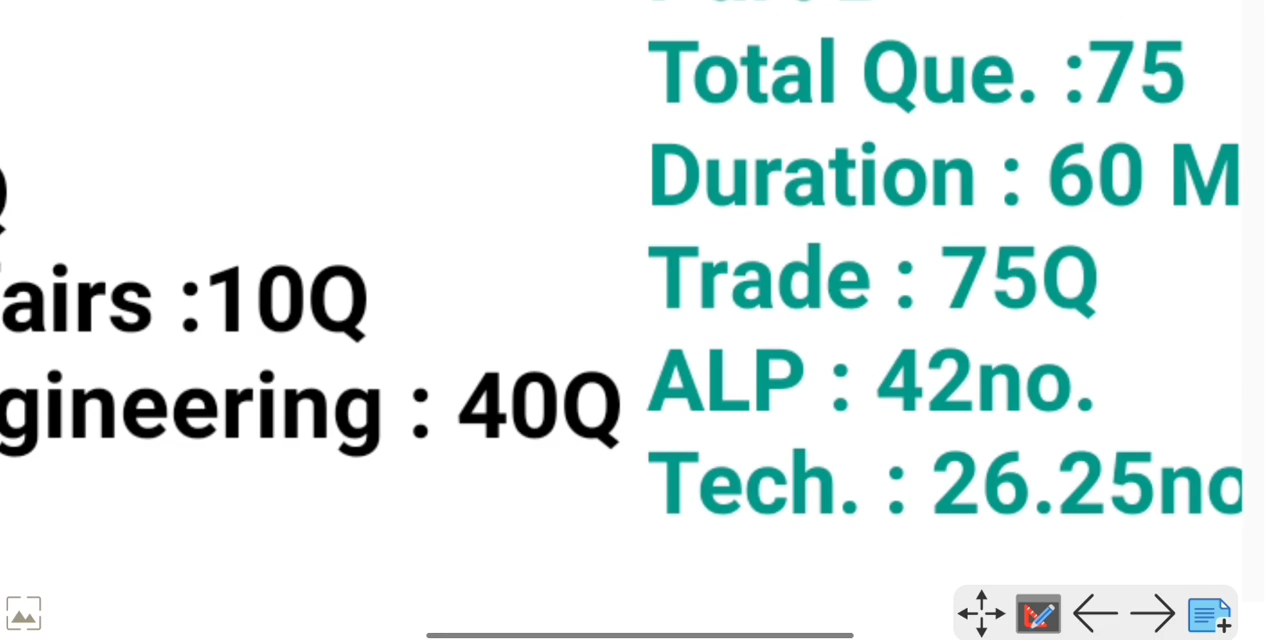 Total Que. :75
Duration : 60 M
airs :10Q
Trade : 75Q
gineering : 40Q
ALP : 42no.
Tech. : 26.25no